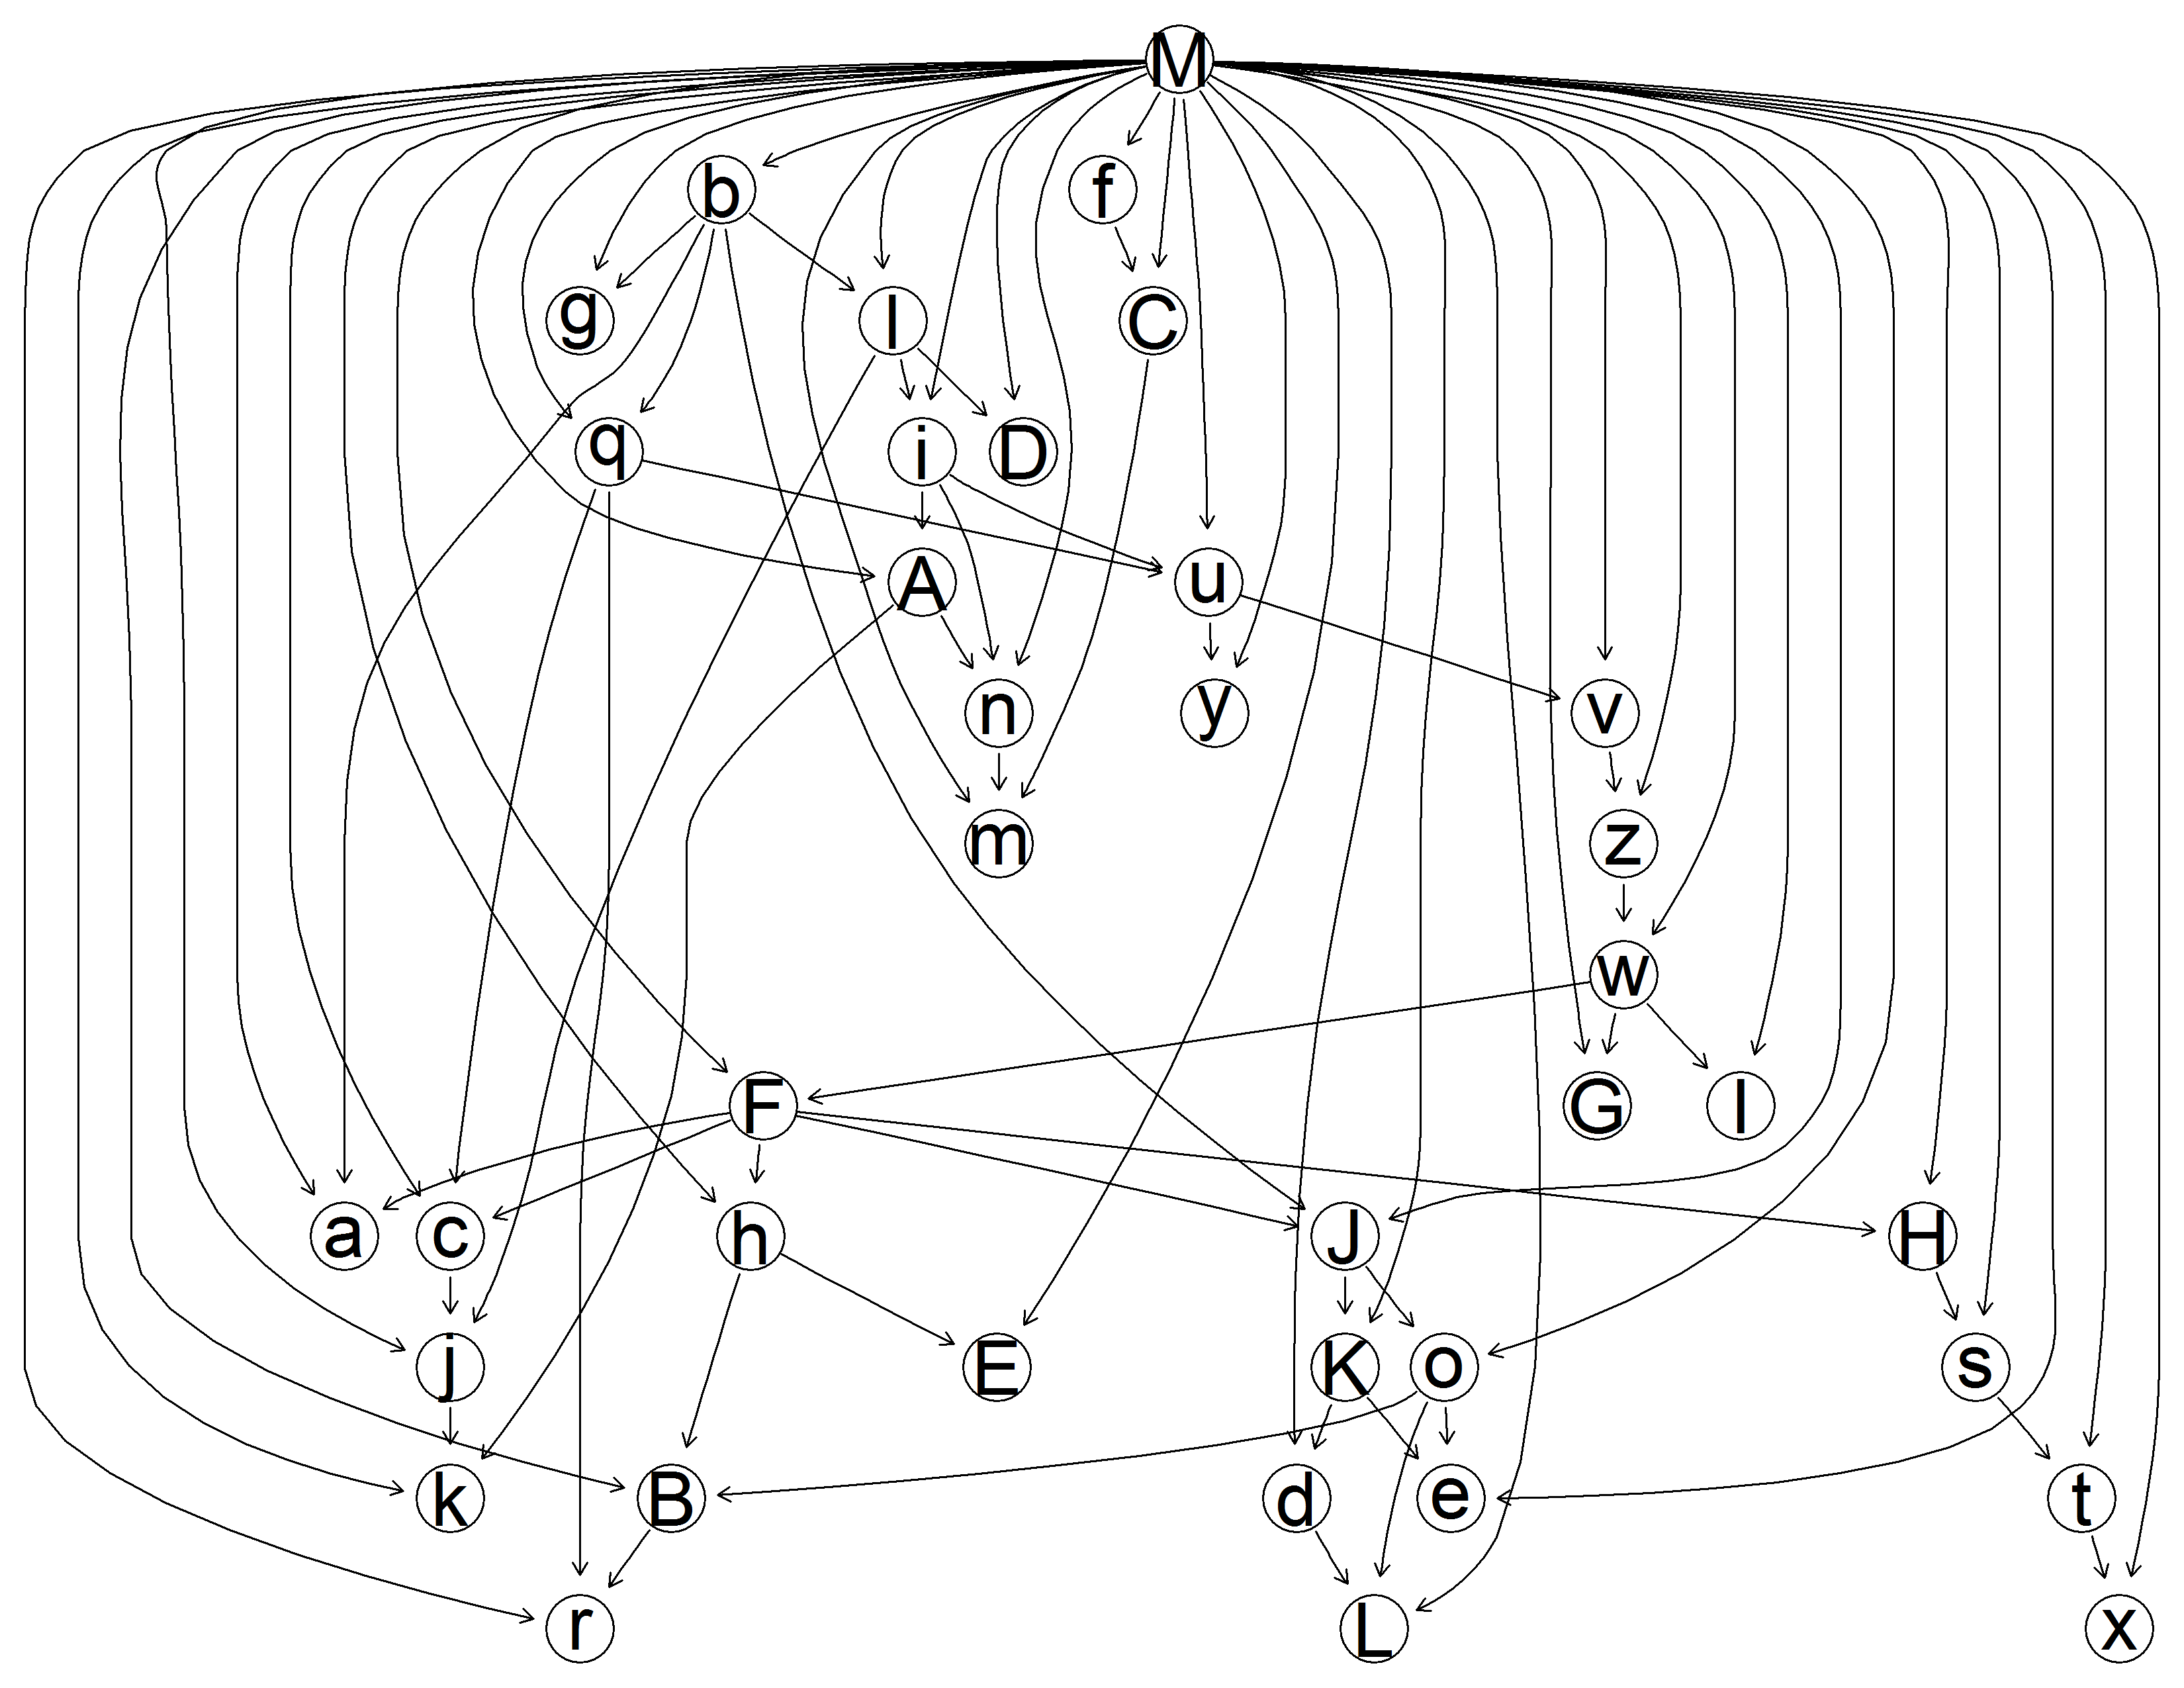 M
b f
g l C
q i D
A u
n y v
m z
w
F G I
a c h J H
j E K o s
k B d e t
r L x